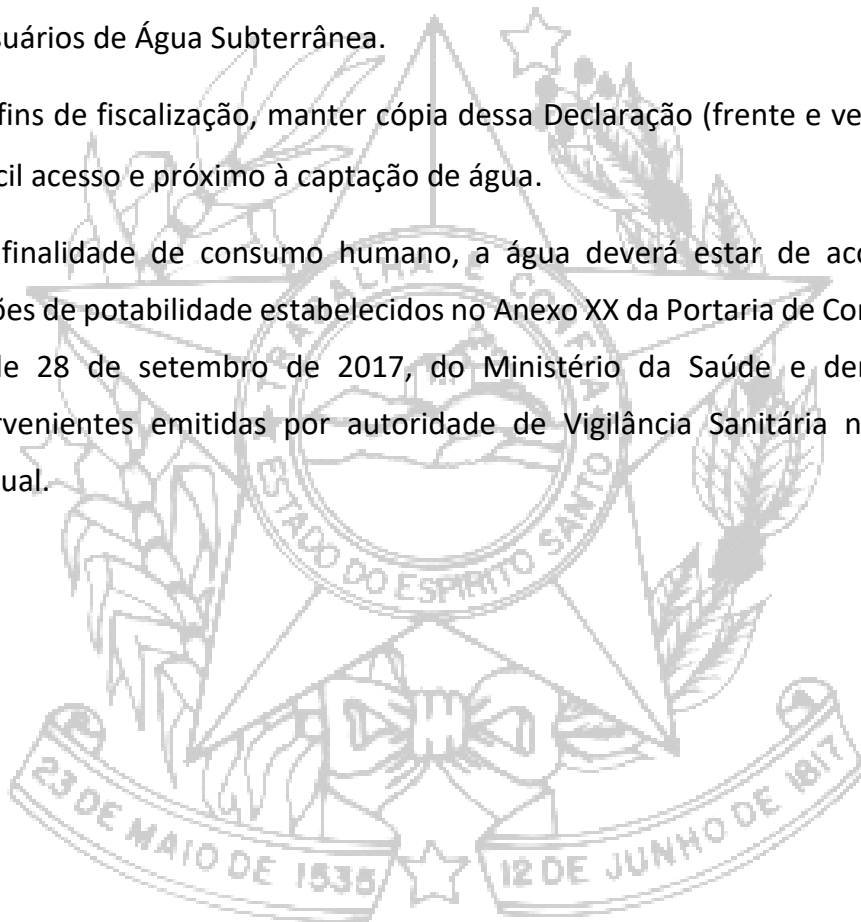 suários de Água Subterrânea.
fins de fiscalização, manter cópia dessa Declaração (frente e ve
cil acesso e próximo à captação de água.
finalidade de consumo humano, a água deverá estar de aco
ões de potabilidade estabelecidos no Anexo XX da Portaria de Con
de 28 de setembro de 2017, do Ministério da Saúde e der
rvenientes emitidas por autoridade de Vigilância Sanitária n
ual.
TRABALHA E CONFIA
ESTADO DO ESPIRITO SANTO
23 DE MAIO DE 1535
12 DE JUNHO DE 1817